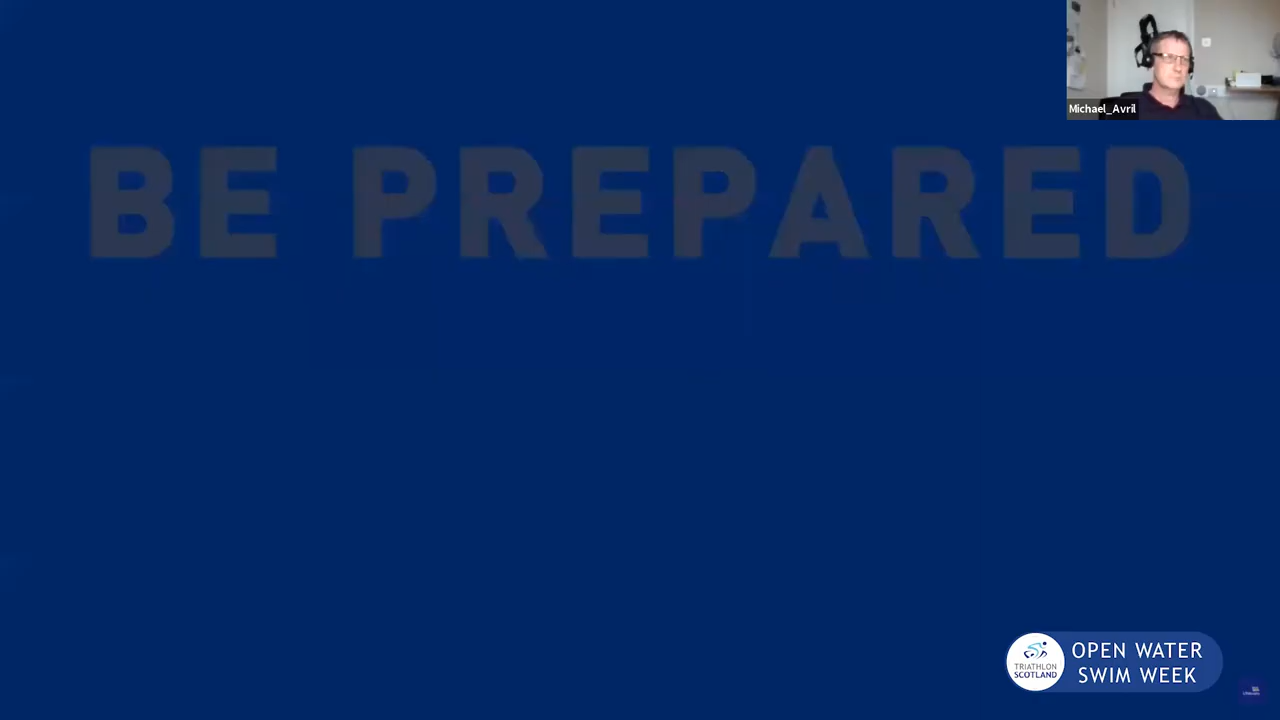 Michael_Avril
BE PREPARED
TRIATHLON
SCOTLAND
OPEN WATER
SWIM WEEK